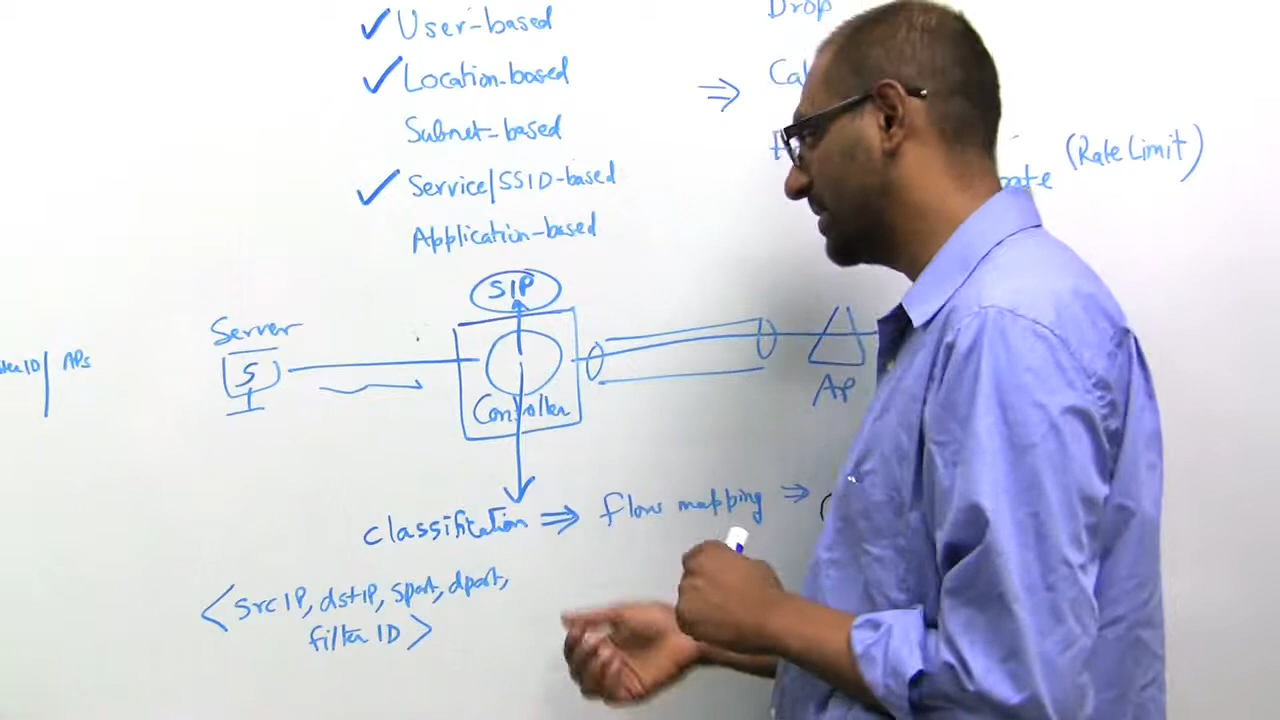 User-based
Location-based
Subnet-based
Service/SSID-based
Application-based
Drop
(Rate Limit)
SIP
Server
S
Controller
AP
APs
classification ⇒ flow mapping ⇒
<srcIP, dstIP, sport, dport,
filter ID>